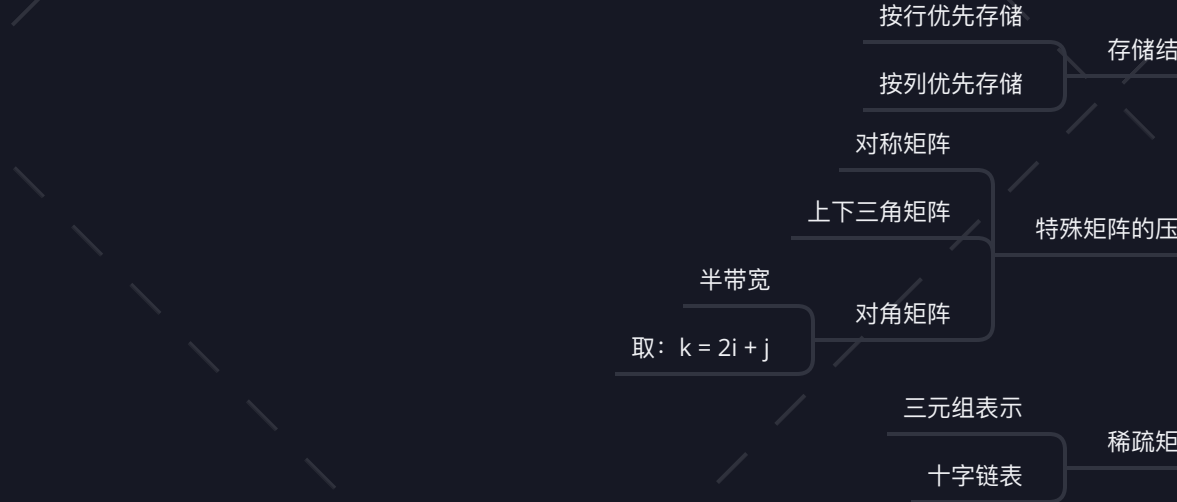 按行优先存储
存储结
按列优先存储
对称矩阵
上下三角矩阵
特殊矩阵的压
半带宽
对角矩阵
取：k = 2i + j
三元组表示
稀疏矩
十字链表